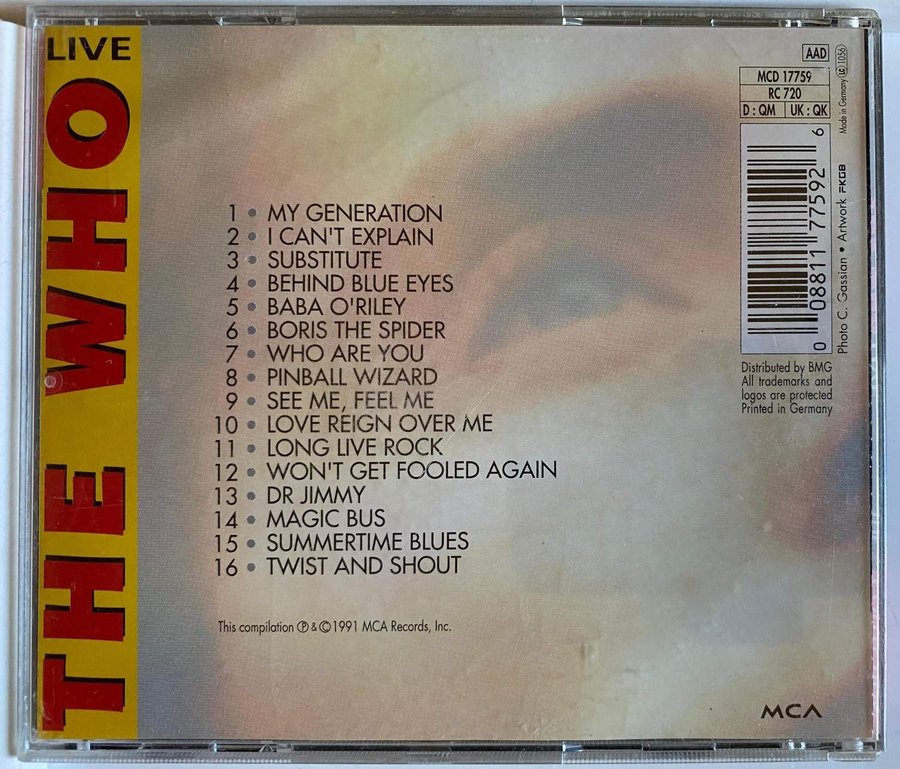 LIVE
THE WHO
1 • MY GENERATION
2 • I CAN'T EXPLAIN
3 • SUBSTITUTE
4 • BEHIND BLUE EYES
5 • BABA O'RILEY
6 • BORIS THE SPIDER
7 • WHO ARE YOU
8 • PINBALL WIZARD
9 • SEE ME, FEEL ME
10 • LOVE REIGN OVER ME
11 • LONG LIVE ROCK
12 • WON'T GET FOOLED AGAIN
13 • DR JIMMY
14 • MAGIC BUS
15 • SUMMERTIME BLUES
16 • TWIST AND SHOUT
This compilation ℗ & © 1991 MCA Records, Inc.
AAD
MCD 17759
RC 720
D : QM UK : QK
0 08811 77592 6
Made in Germany LC 1056
Photo C. Gassian • Artwork FKGB
Distributed by BMG
All trademarks and
logos are protected
Printed in Germany
MCA